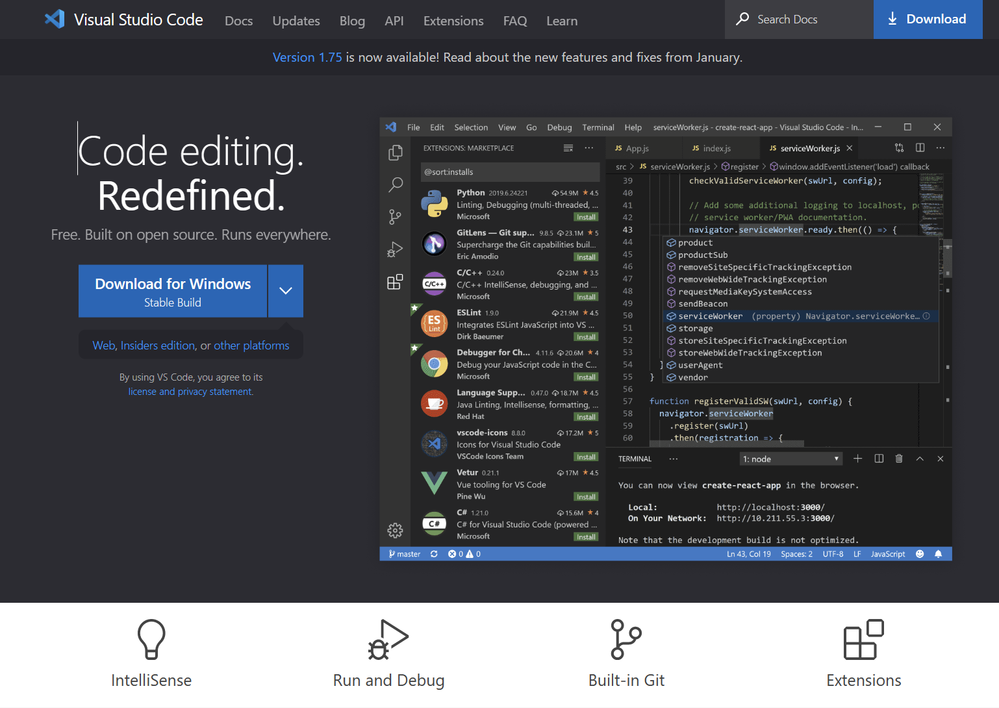 Visual Studio Code Docs Updates Blog API Extensions FAQ Learn Search Docs Download
Version 1.75 is now available! Read about the new features and fixes from January.
Code editing.
Redefined.
Free. Built on open source. Runs everywhere.
Download for Windows
Stable Build
Web, Insiders edition, or other platforms
By using VS Code, you agree to its
license and privacy statement.
File Edit Selection View Go Debug Terminal Help serviceWorker.js - create-react-app - Visual Studio Code - In...
EXTENSIONS: MARKETPLACE
@sort:installs
Python 2019.6.24221 54.9M 4.5
Linting, Debugging (multi-threaded, ...
Microsoft Install
GitLens — Git sup... 9.8.5 23.1M 5
Supercharge the Git capabilities buil...
Eric Amodio Install
C/C++
C/C++ 0.24.0 23M 3.5
C/C++ IntelliSense, debugging, and ...
Microsoft Install
ES
Lint
ESLint 1.9.0 21.9M 4.5
Integrates ESLint JavaScript into VS ...
Dirk Baeumer Install
Debugger for Ch... 4.11.6 20.6M 4
Debug your JavaScript code in the C...
Microsoft Install
Language Supp... 0.47.0 18.7M 4.5
Java Linting, Intellisense, formatting, ...
Red Hat Install
vscode-icons 8.8.0 17.2M 5
Icons for Visual Studio Code
VSCode Icons Team Install
Vetur 0.21.1 17M 4.5
Vue tooling for VS Code
Pine Wu Install
C#
C# 1.21.0 15.6M 4
C# for Visual Studio Code (powered ...
Microsoft Install
JS App.js JS index.js JS serviceWorker.js
src > JS serviceWorker.js > register > window.addEventListener('load') callback
39 checkValidServiceWorker(swUrl, config);
40
41 // Add some additional logging to localhost, po
42 // service worker/PWA documentation.
43 navigator.serviceWorker.ready.then(() => {
44 product
45 productSub
46 removeSiteSpecificTrackingException
47 removeWebWideTrackingException
48 requestMediaKeySystemAccess
49 sendBeacon
50 serviceWorker (property) Navigator.serviceWorke...
51 storage
52 storeSiteSpecificTrackingException
53 storeWebWideTrackingException
54 } userAgent
55 } vendor
56
57 function registerValidSW(swUrl, config) {
58 navigator.serviceWorker
59 .register(swUrl)
60 .then(registration => {
TERMINAL ... 1: node
You can now view create-react-app in the browser.
Local: http://localhost:3000/
On Your Network: http://10.211.55.3:3000/
Note that the development build is not optimized.
master 0 0 Ln 43, Col 19 Spaces: 2 UTF-8 LF JavaScript
IntelliSense Run and Debug Built-in Git Extensions